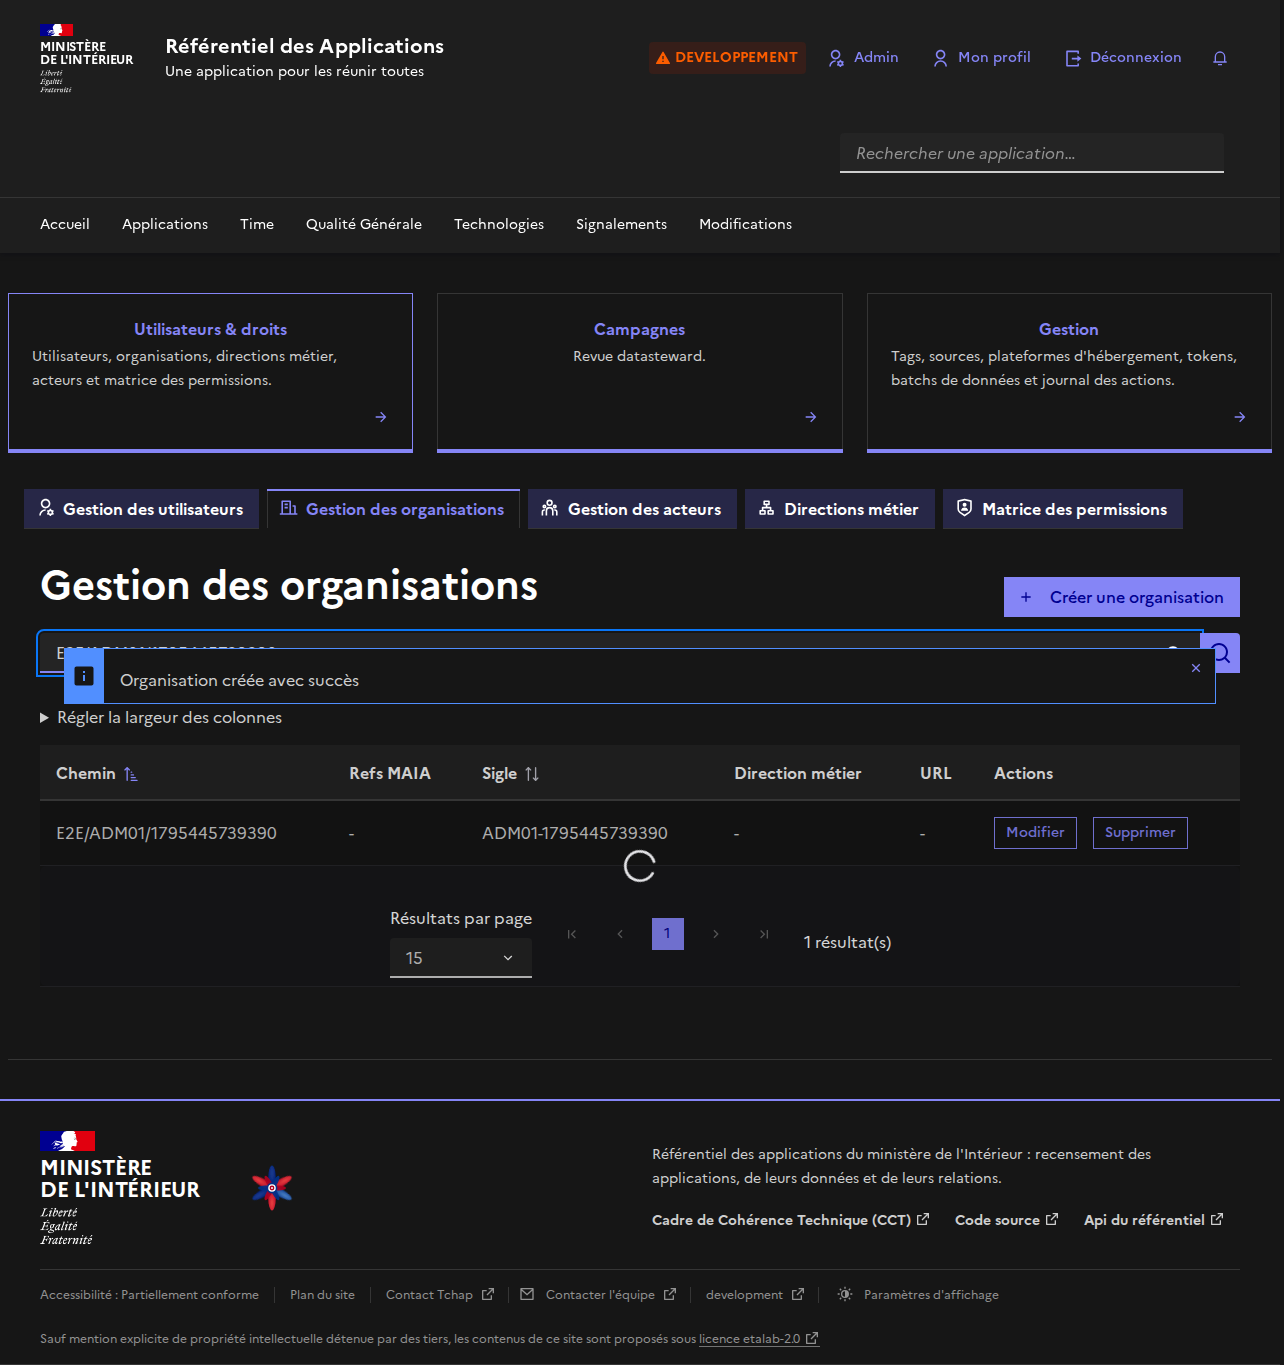 MINISTÈRE
DE L'INTÉRIEUR
Liberté
Égalité
Fraternité
Référentiel des Applications
Une application pour les réunir toutes
DEVELOPPEMENT
Admin
Mon profil
Déconnexion
Rechercher une application...
Accueil
Applications
Time
Qualité Générale
Technologies
Signalements
Modifications
Utilisateurs & droits
Utilisateurs, organisations, directions métier,
acteurs et matrice des permissions.
Campagnes
Revue datasteward.
Gestion
Tags, sources, plateformes d'hébergement, tokens,
batchs de données et journal des actions.
Gestion des utilisateurs
Gestion des organisations
Gestion des acteurs
Directions métier
Matrice des permissions
Gestion des organisations
Créer une organisation
Organisation créée avec succès
Régler la largeur des colonnes
Chemin Refs MAIA Sigle Direction métier URL Actions
E2E/ADM01/1795445739390 - ADM01-1795445739390 - - Modifier Supprimer
Résultats par page
15
1
1 résultat(s)
MINISTÈRE
DE L'INTÉRIEUR
Liberté
Égalité
Fraternité
Référentiel des applications du ministère de l'Intérieur : recensement des
applications, de leurs données et de leurs relations.
Cadre de Cohérence Technique (CCT)
Code source
Api du référentiel
Accessibilité : Partiellement conforme
Plan du site
Contact Tchap
Contacter l'équipe
development
Paramètres d'affichage
Sauf mention explicite de propriété intellectuelle détenue par des tiers, les contenus de ce site sont proposés sous licence etalab-2.0